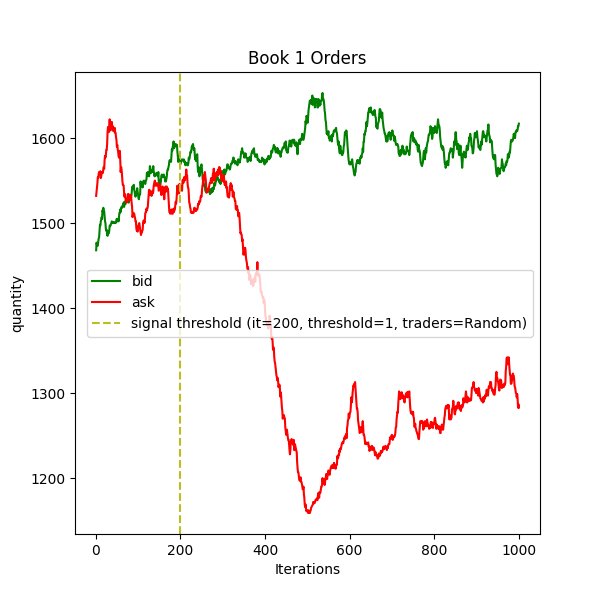 Book 1 Orders
quantity
1600
1500
1400
1300
1200
bid
ask
signal threshold (it=200, threshold=1, traders=Random)
0 200 400 600 800 1000
Iterations